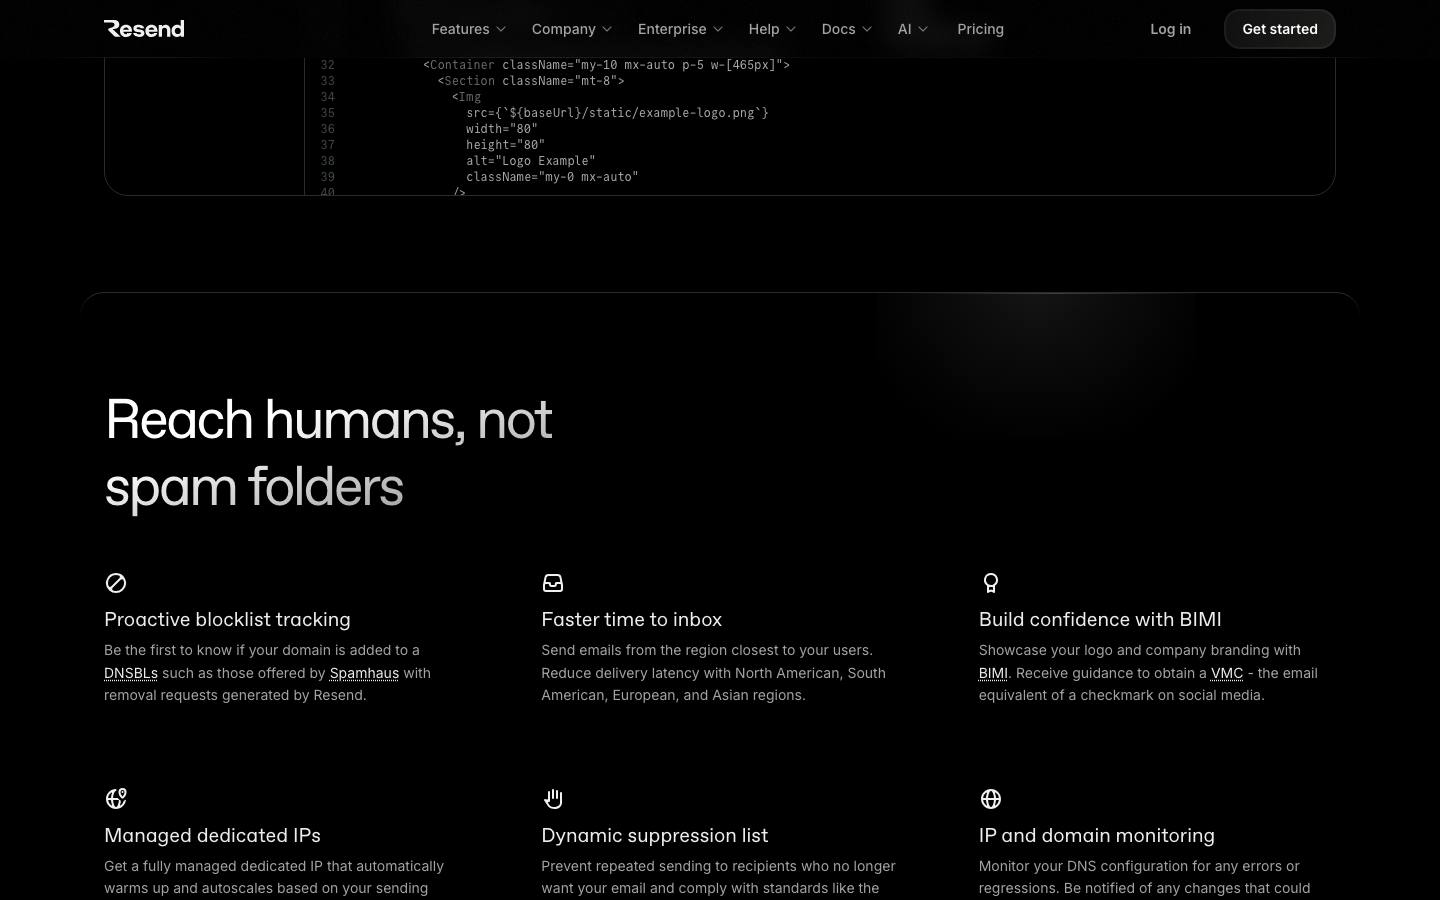 Resend
Features
Company
Enterprise
Help
Docs
AI
Pricing
Log in
Get started
32 <Container className="my-10 mx-auto p-5 w-[465px]">
33 <Section className="mt-8">
34 <Img
35 src={`${baseUrl}/static/example-logo.png`}
36 width="80"
37 height="80"
38 alt="Logo Example"
39 className="my-0 mx-auto"
40 />
Reach humans, not
spam folders
Proactive blocklist tracking
Be the first to know if your domain is added to a
DNSBLs such as those offered by Spamhaus with
removal requests generated by Resend.
Faster time to inbox
Send emails from the region closest to your users.
Reduce delivery latency with North American, South
American, European, and Asian regions.
Build confidence with BIMI
Showcase your logo and company branding with
BIMI. Receive guidance to obtain a VMC - the email
equivalent of a checkmark on social media.
Managed dedicated IPs
Get a fully managed dedicated IP that automatically
warms up and autoscales based on your sending
Dynamic suppression list
Prevent repeated sending to recipients who no longer
want your email and comply with standards like the
IP and domain monitoring
Monitor your DNS configuration for any errors or
regressions. Be notified of any changes that could